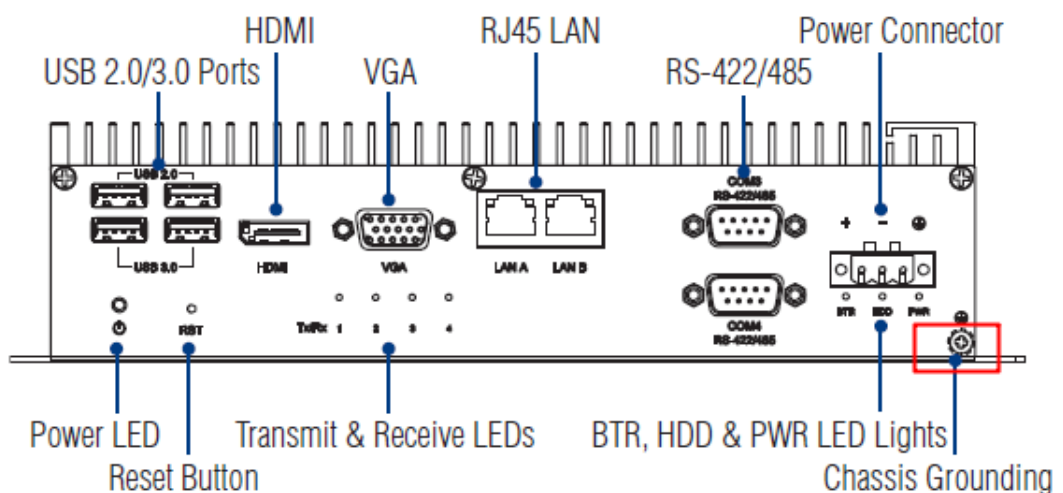 HDMI
RJ45 LAN
Power Connector
USB 2.0/3.0 Ports
VGA
RS-422/485
USB 2.0
COM3
RS-422/485
+ −
USB 3.0
HDMI
VGA
LAN A
LAN B
BTR
HDD
PWR
RST
Tx/Rx 1 2 3 4
COM4
RS-422/485
Power LED
Transmit & Receive LEDs
BTR, HDD & PWR LED Lights
Reset Button
Chassis Grounding